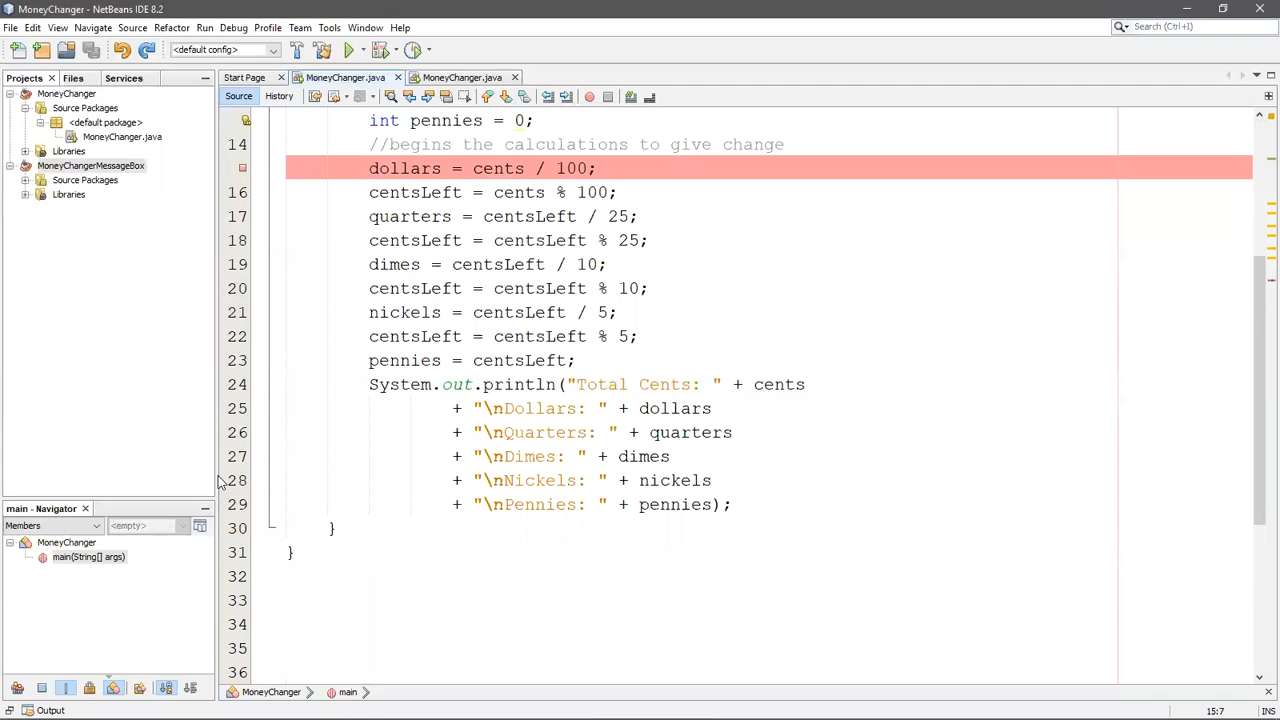 MoneyChanger - NetBeans IDE 8.2
File Edit View Navigate Source Refactor Run Debug Profile Team Tools Window Help
Search (Ctrl+I)
<default config>
Projects Files Services
Start Page MoneyChanger.java MoneyChanger.java
Source History
MoneyChanger
Source Packages
<default package>
MoneyChanger.java
Libraries
MoneyChangerMessageBox
Source Packages
Libraries
int pennies = 0;
14 //begins the calculations to give change
dollars = cents / 100;
16 centsLeft = cents % 100;
17 quarters = centsLeft / 25;
18 centsLeft = centsLeft % 25;
19 dimes = centsLeft / 10;
20 centsLeft = centsLeft % 10;
21 nickels = centsLeft / 5;
22 centsLeft = centsLeft % 5;
23 pennies = centsLeft;
24 System.out.println("Total Cents: " + cents
25 + "\nDollars: " + dollars
26 + "\nQuarters: " + quarters
27 + "\nDimes: " + dimes
28 + "\nNickels: " + nickels
29 + "\nPennies: " + pennies);
30 }
31 }
32
33
34
35
36
main - Navigator
Members <empty>
MoneyChanger
main(String[] args)
MoneyChanger main
Output
15:7 INS